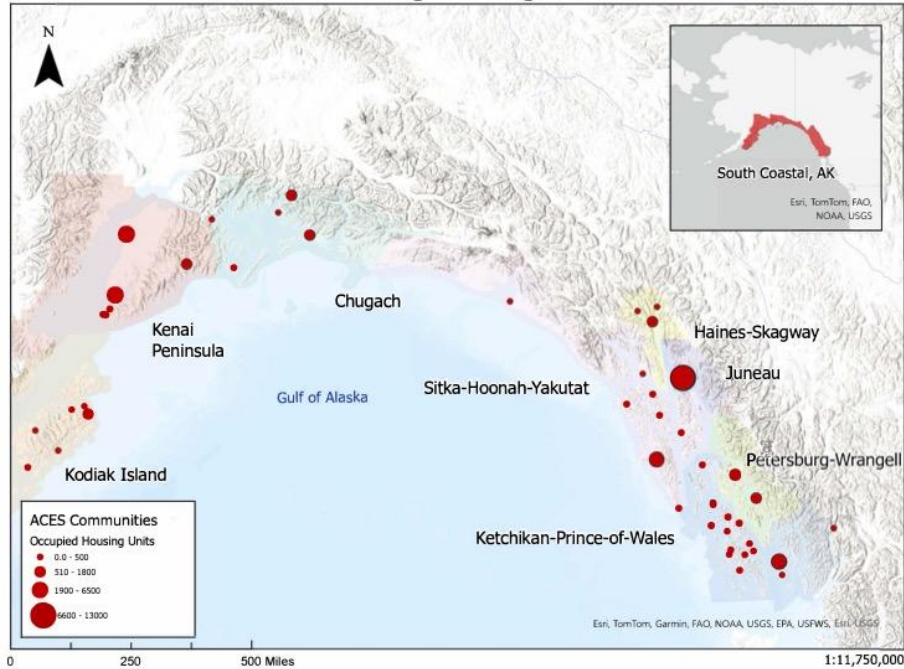 N
South Coastal, AK
Esri, TomTom, FAO,
NOAA, USGS
Chugach
Kenai
Peninsula
Haines-Skagway
Juneau
Sitka-Hoonah-Yakutat
Gulf of Alaska
Petersburg-Wrangell
Kodiak Island
Ketchikan-Prince-of-Wales
ACES Communities
Occupied Housing Units
0.0 - 500
510 - 1800
1900 - 6500
6600 - 13000
Esri, TomTom, Garmin, FAO, NOAA, USGS, EPA, USFWS, Esri, USGS
0 250 500 Miles
1:11,750,000